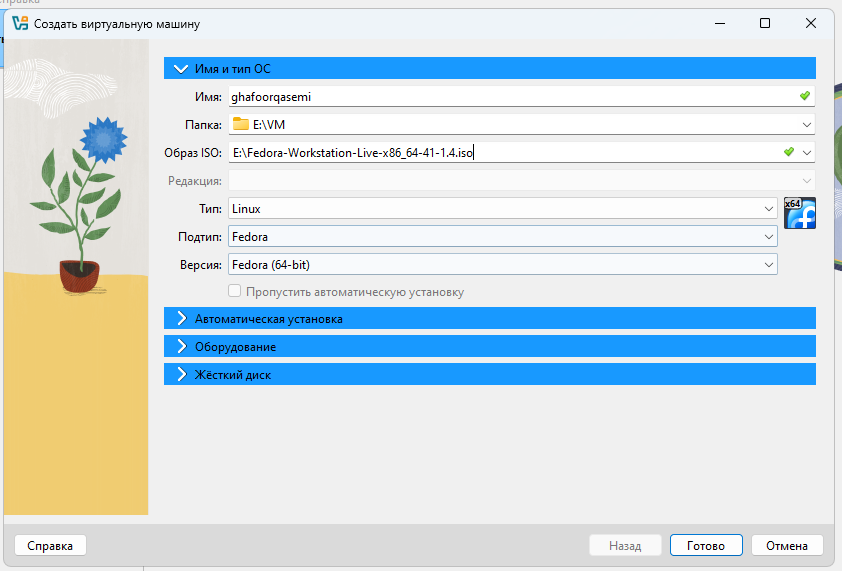 Создать виртуальную машину
Имя и тип ОС
Имя: ghafoorqasemi
Папка: E:\VM
Образ ISO: E:\Fedora-Workstation-Live-x86_64-41-1.4.iso
Редакция:
Тип: Linux
x64
Подтип: Fedora
Версия: Fedora (64-bit)
Пропустить автоматическую установку
Автоматическая установка
Оборудование
Жёсткий диск
Справка Назад Готово Отмена